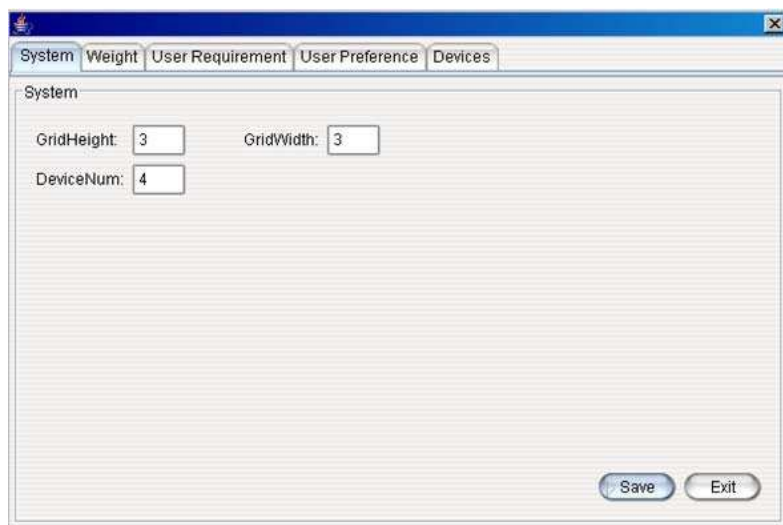 System Weight User Requirement User Preference Devices
System
GridHeight: 3 GridWidth: 3
DeviceNum: 4
Save Exit